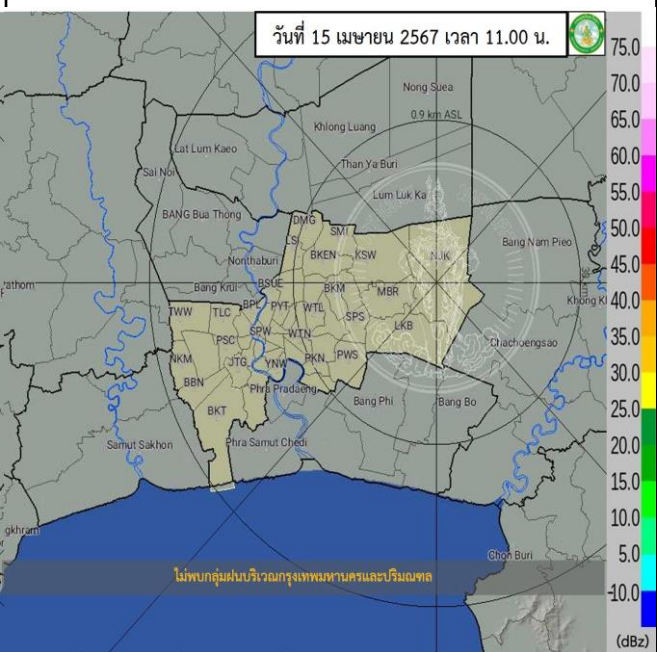 วันที่ 15 เมษายน 2567 เวลา 11.00 น.
75.0
70.0
65.0
60.0
55.0
50.0
45.0
40.0
35.0
30.0
25.0
20.0
15.0
10.0
5.0
-10.0
(dBz)
Nong Suea
0.9 km ASL
Khlong Luang
Lat Lum Kaeo
Than Ya Buri
Sai Noi
Lum Luk Ka
BANG Bua Thong
DMG
SMI
LSI
Bang Nam Pieo
BKEN
KSW
NJK
Nonthaburi
Bang Krui
BSUE
BKM
MBR
Khong Kl
BPL
PYT
WTL
TWW
TLC
SPS
LKB
SPW
WTN
Chachoengsao
PSC
NKM
JTG
YNW
PKN
PWS
BBN
Phra Pradaeng
Bang Phi
Bang Bo
BKT
Samut Sakhon
Phra Samut Chedi
gkhram
Chon Buri
ไม่พบกลุ่มฝนบริเวณกรุงเทพมหานครและปริมณฑล